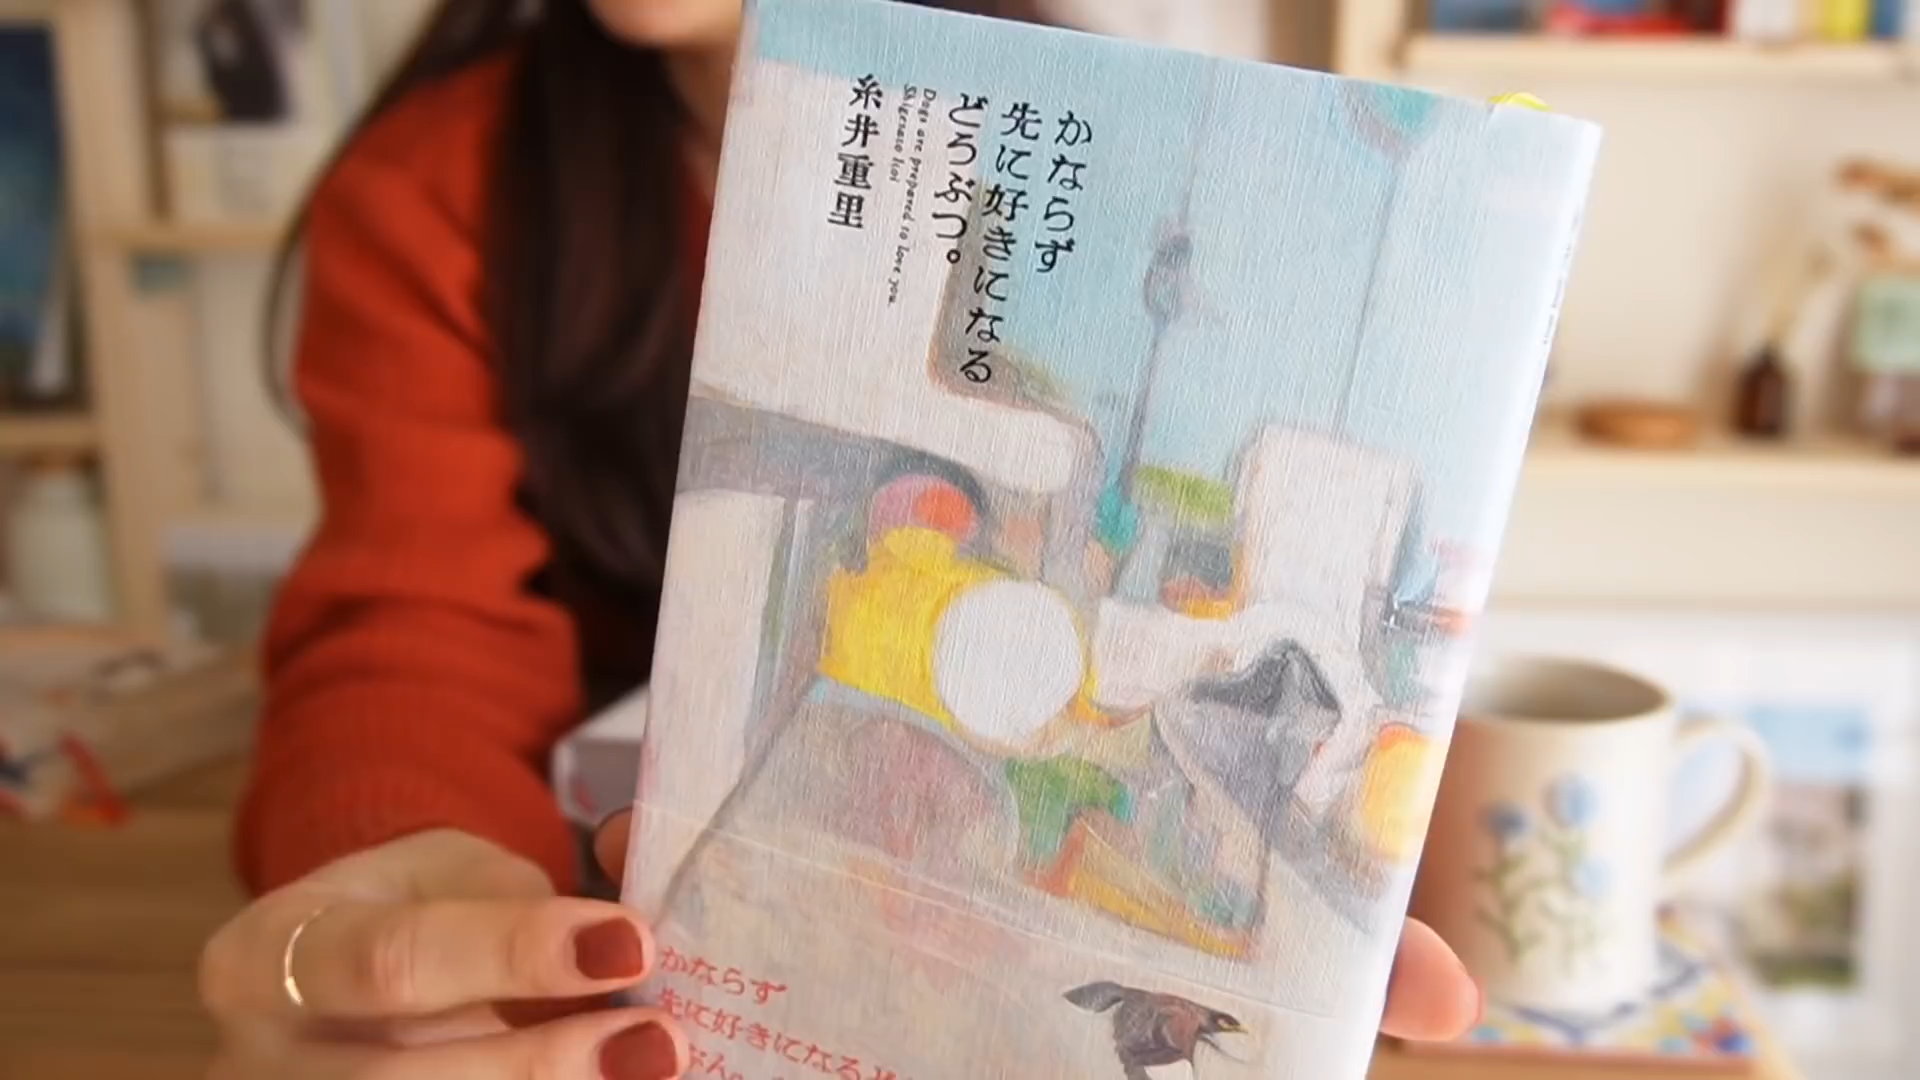 かならず
先に好きになる
どうぶつ。
Dogs are prepared to love you.
Shigesato Itoi
糸井重里
かならず
先に好きになる